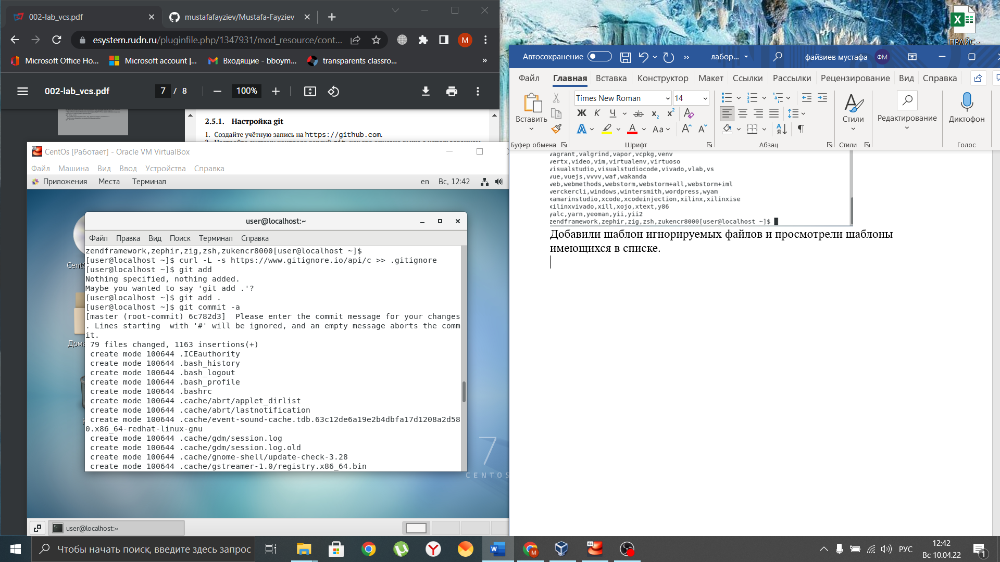 002-lab_vcs.pdf
mustafafayziev/Mustafa-Fayziev
esystem.rudn.ru/pluginfile.php/1347931/mod_resource/cont...
M
Microsoft Office Ho...
Microsoft account |...
Входящие - bboym...
transparents classro...
»
002-lab_vcs.pdf
7 / 8
100%
2.5.1. Настройка git
1. Создайте учётную запись на https://github.com.
CentOs [Работает] - Oracle VM VirtualBox
Файл Машина Вид Ввод Устройства Справка
Приложения Места Терминал
en Вс, 12:42
user@localhost:~
Файл Правка Вид Поиск Терминал Справка
zendframework,zephir,zig,zsh,zukencr8000[user@localhost ~]$
[user@localhost ~]$ curl -L -s https://www.gitignore.io/api/c >> .gitignore
[user@localhost ~]$ git add
Nothing specified, nothing added.
Maybe you wanted to say 'git add .'?
[user@localhost ~]$ git add .
[user@localhost ~]$ git commit -a
[master (root-commit) 6c782d3]  Please enter the commit message for your changes
. Lines starting  with '#' will be ignored, and an empty message aborts the comm
it.
79 files changed, 1163 insertions(+)
create mode 100644 .ICEauthority
create mode 100644 .bash_history
create mode 100644 .bash_logout
create mode 100644 .bash_profile
create mode 100644 .bashrc
create mode 100644 .cache/abrt/applet_dirlist
create mode 100644 .cache/abrt/lastnotification
create mode 100644 .cache/event-sound-cache.tdb.63c12de6a19e2b4dbfa17d1208a2d58
0.x86_64-redhat-linux-gnu
create mode 100644 .cache/gdm/session.log
create mode 100644 .cache/gdm/session.log.old
create mode 100644 .cache/gnome-shell/update-check-3.28
create mode 100644 .cache/gstreamer-1.0/registry.x86_64.bin
7
CENTOS
user@localhost:~
ПРАЙС -
Автосохранение
лабор...
файзиев мустафа
ФМ
Файл Главная Вставка Конструктор Макет Ссылки Рассылки Рецензирование Вид Справка
Вставить
Times New Roman 14
Ж К Ч ab x₂ x²
A A Aa A A
Стили
Редактирование
Диктофон
Буфер обмена Шрифт Абзац Стили Голос
vagrant,valgrind,vapor,vcpkg,venv
vertx,video,vim,virtualenv,virtuoso
visualstudio,visualstudiocode,vivado,vlab,vs
vue,vuejs,vvvv,waf,wakanda
web,webmethods,webstorm,webstorm+all,webstorm+iml
werckercli,windows,wintersmith,wordpress,wyam
xamarinstudio,xcode,xcodeinjection,xilinx,xilinxise
xilinxvivado,xill,xojo,xtext,y86
yalc,yarn,yeoman,yii,yii2
zendframework,zephir,zig,zsh,zukencr8000[user@localhost ~]$
Добавили шаблон игнорируемых файлов и просмотрели шаблоны
имеющихся в списке.
Чтобы начать поиск, введите здесь запрос
РУС
12:42
Вс 10.04.22
1